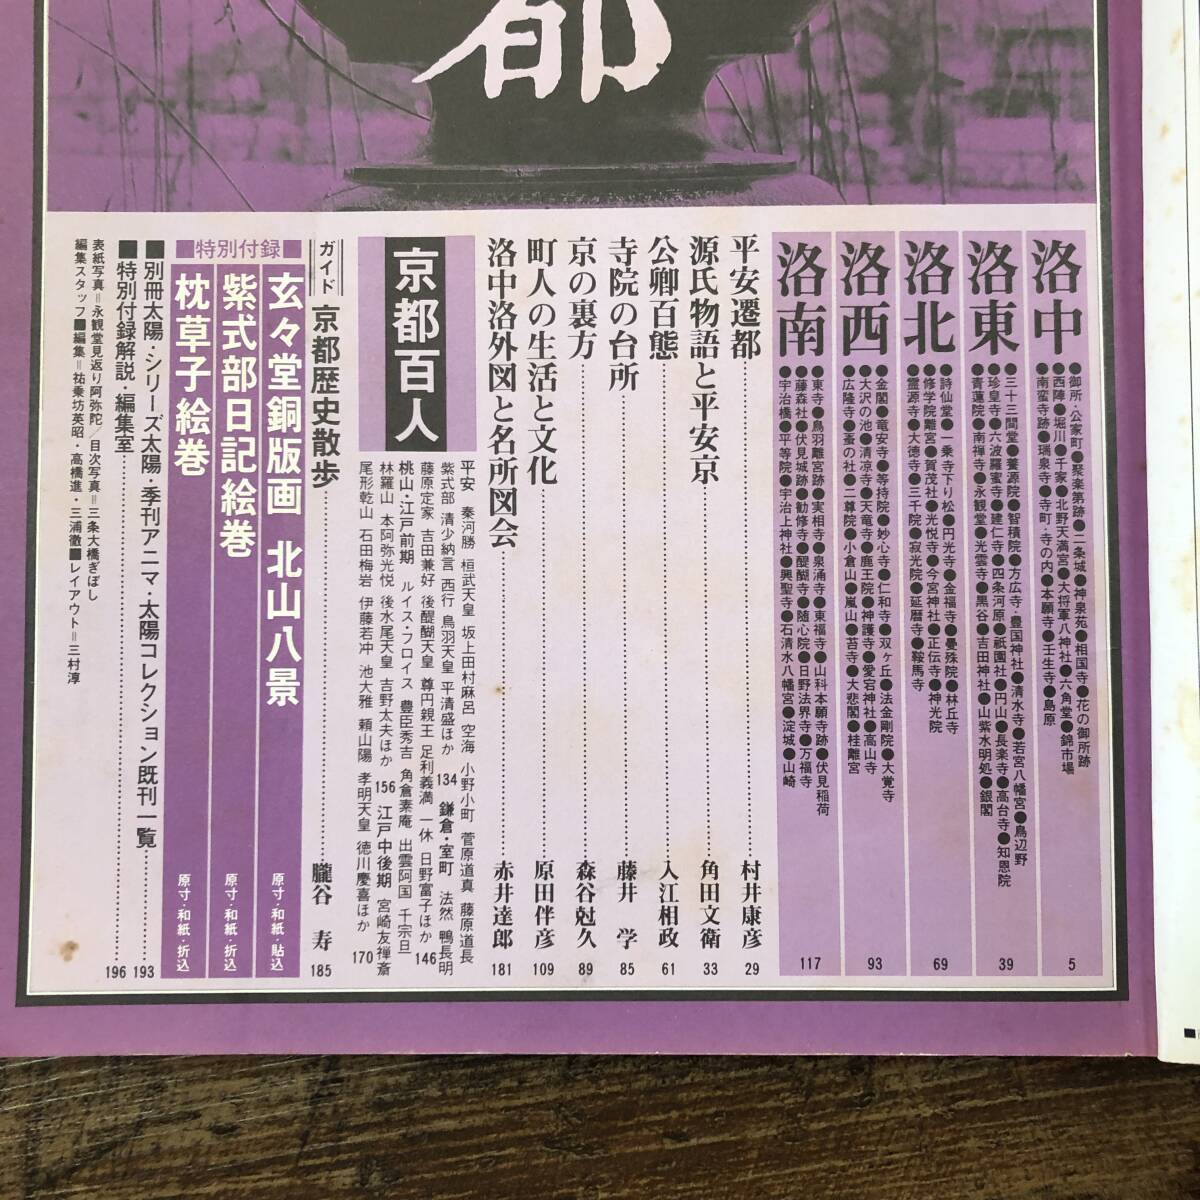 都
洛中
●御所・公家町●聚楽第跡●二条城●神泉苑●相国寺●花の御所跡
●西陣●堀川●千家●北野天満宮●大将軍八神社●六角堂●錦市場
●南蛮寺跡●瑞泉寺●寺町・寺の内●本願寺●壬生寺●島原
5
洛東
●三十三間堂●養源院●智積院●方広寺・豊国神社●清水寺●若宮八幡宮●鳥辺野
●珍皇寺●六波羅蜜寺●建仁寺●四条河原●祇園社●円山●長楽寺●高台寺●知恩院
●青蓮院●南禅寺●永観堂●光雲寺●黒谷●吉田神社●山紫水明処●銀閣
39
洛北
●詩仙堂●一乗寺下り松●円光寺●金福寺●曼殊院●林丘寺
●修学院離宮●賀茂社●光悦寺●今宮神社●正伝寺●神光院
●霊源寺●大徳寺●三千院●寂光院●延暦寺●鞍馬寺
69
洛西
●金閣●竜安寺●等持院●妙心寺●仁和寺●双ヶ丘●法金剛院●大覚寺
●大沢の池●清凉寺●天竜寺●鹿王院●神護寺●愛宕神社●高山寺
●広隆寺●蚕の社●二尊院●小倉山●嵐山●苔寺●大悲閣●桂離宮
93
洛南
●東寺●鳥羽離宮跡●実相寺●泉涌寺●東福寺●山科本願寺跡●伏見稲荷
●藤森社●伏見城跡●勧修寺●醍醐寺●随心院●日野法界寺●万福寺
●宇治橋●平等院●宇治上神社●興聖寺●石清水八幡宮●淀城●山崎
117
平安遷都……村井康彦 29
源氏物語と平安京……角田文衛 33
公卿百態……入江相政 61
寺院の台所……藤井 学 85
京の裏方……森谷尅久 89
町人の生活と文化……原田伴彦 109
洛中洛外図と名所図会……赤井達郎 181
京都百人
平安 秦河勝 桓武天皇 坂上田村麻呂 空海 小野小町 菅原道真 藤原道長
紫式部 清少納言 西行 鳥羽天皇 平清盛ほか 134 鎌倉・室町 法然 鴨長明
藤原定家 吉田兼好 後醍醐天皇 尊円親王 足利義満 一休 日野富子ほか 146
桃山・江戸前期 ルイス・フロイス 豊臣秀吉 角倉素庵 出雲阿国 千宗旦
林羅山 本阿弥光悦 後水尾天皇 吉野太夫ほか 156 江戸中後期 宮崎友禅斎
尾形乾山 石田梅岩 伊藤若冲 池大雅 頼山陽 孝明天皇 徳川慶喜ほか 170
ガイド 京都歴史散歩……朧谷 寿 185
■特別付録■
玄々堂銅版画 北山八景 原寸・和紙・貼込
紫式部日記絵巻 原寸・和紙・折込
枕草子絵巻 原寸・和紙・折込
■別冊太陽・シリーズ太陽・季刊アニマ・太陽コレクション既刊一覧……193
■特別付録解説・編集室……196
表紙写真＝永観堂見返り阿弥陀／目次写真＝三条大橋ぎぼし
編集スタッフ■編集＝祐乗坊英昭・高橋進・三浦徹■レイアウト＝三村淳